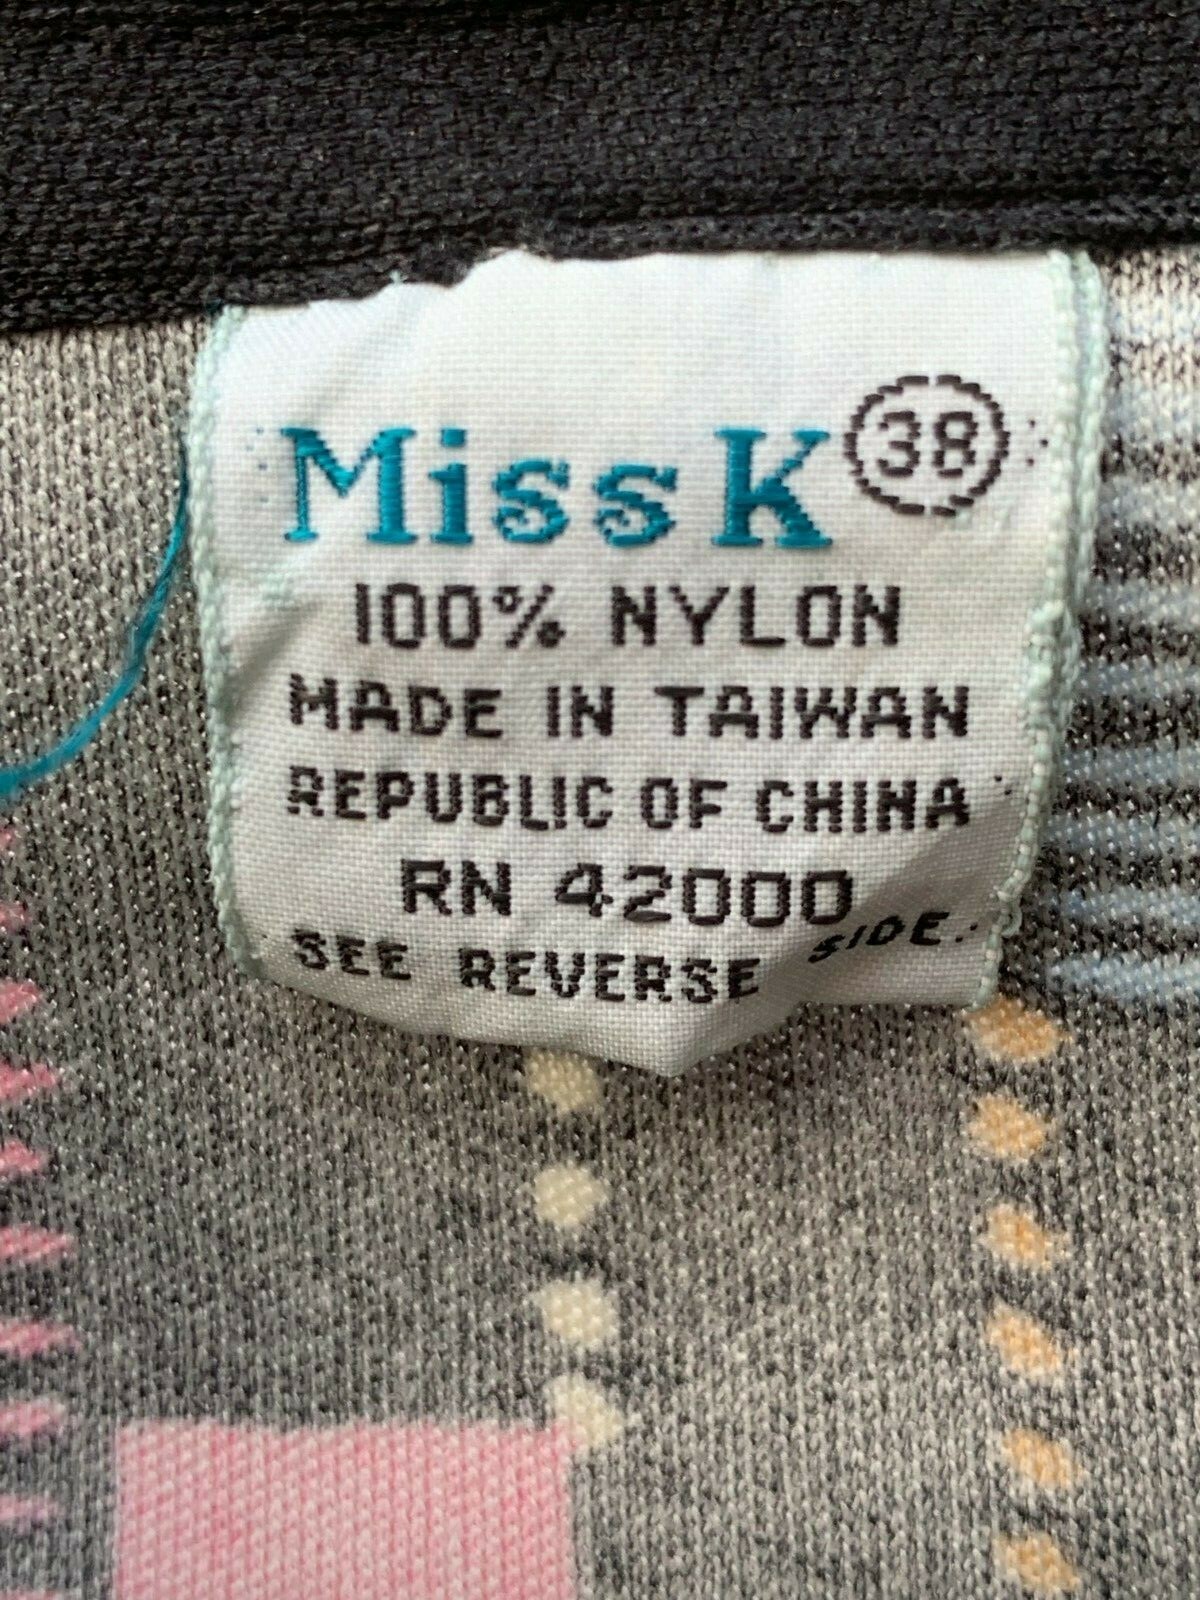 Miss K 38
100% NYLON
MADE IN TAIWAN
REPUBLIC OF CHINA
RN 42000
SEE REVERSE SIDE.